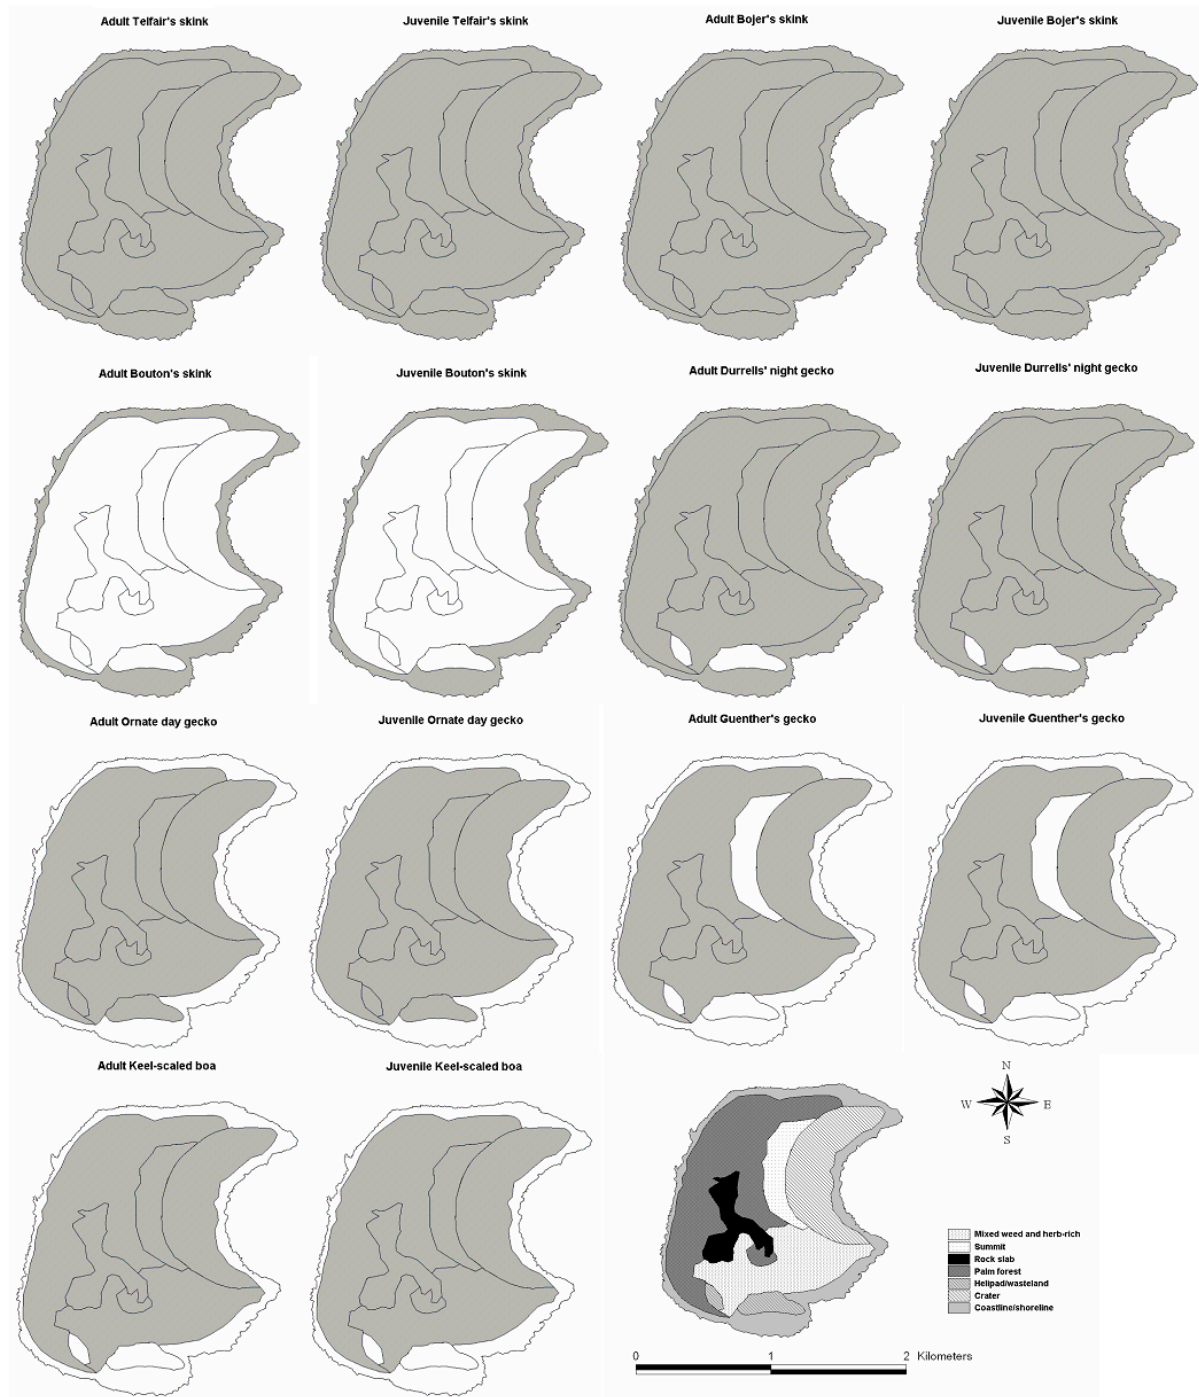 Adult Telfair's skink
Juvenile Telfair's skink
Adult Bojer's skink
Juvenile Bojer's skink
Adult Bouton's skink
Juvenile Bouton's skink
Adult Durrells' night gecko
Juvenile Durrells' night gecko
Adult Ornate day gecko
Juvenile Ornate day gecko
Adult Guenther's gecko
Juvenile Guenther's gecko
Adult Keel-scaled boa
Juvenile Keel-scaled boa
N
W E
S
Mixed weed and herb-rich
Summit
Rock slab
Palm forest
Helipad/wasteland
Crater
Coastline/shoreline
0 1 2 Kilometers